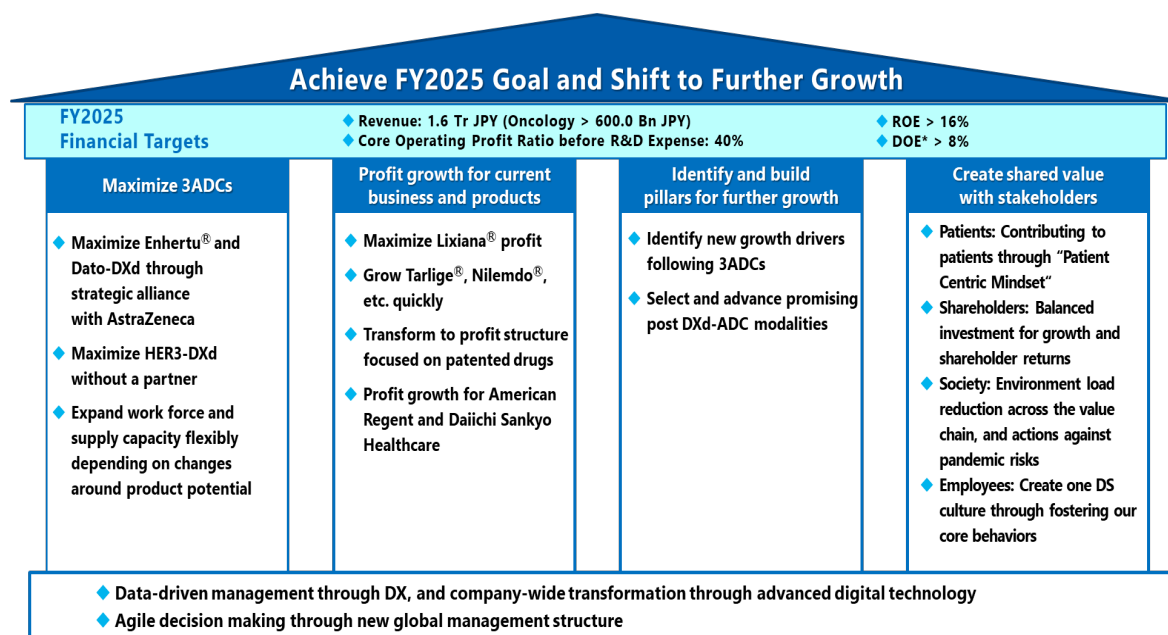 Achieve FY2025 Goal and Shift to Further Growth
FY2025
Financial Targets
◆ Revenue: 1.6 Tr JPY (Oncology > 600.0 Bn JPY)
◆ Core Operating Profit Ratio before R&D Expense: 40%
◆ ROE > 16%
◆ DOE* > 8%
Maximize 3ADCs
◆ Maximize Enhertu® and
Dato-DXd through
strategic alliance
with AstraZeneca
◆ Maximize HER3-DXd
without a partner
◆ Expand work force and
supply capacity flexibly
depending on changes
around product potential
Profit growth for current
business and products
◆ Maximize Lixiana® profit
◆ Grow Tarlige®, Nilemdo®,
etc. quickly
◆ Transform to profit structure
focused on patented drugs
◆ Profit growth for American
Regent and Daiichi Sankyo
Healthcare
Identify and build
pillars for further growth
◆ Identify new growth drivers
following 3ADCs
◆ Select and advance promising
post DXd-ADC modalities
Create shared value
with stakeholders
◆ Patients: Contributing to
patients through “Patient
Centric Mindset“
◆ Shareholders: Balanced
investment for growth and
shareholder returns
◆ Society: Environment load
reduction across the value
chain, and actions against
pandemic risks
◆ Employees: Create one DS
culture through fostering our
core behaviors
◆ Data-driven management through DX, and company-wide transformation through advanced digital technology
◆ Agile decision making through new global management structure